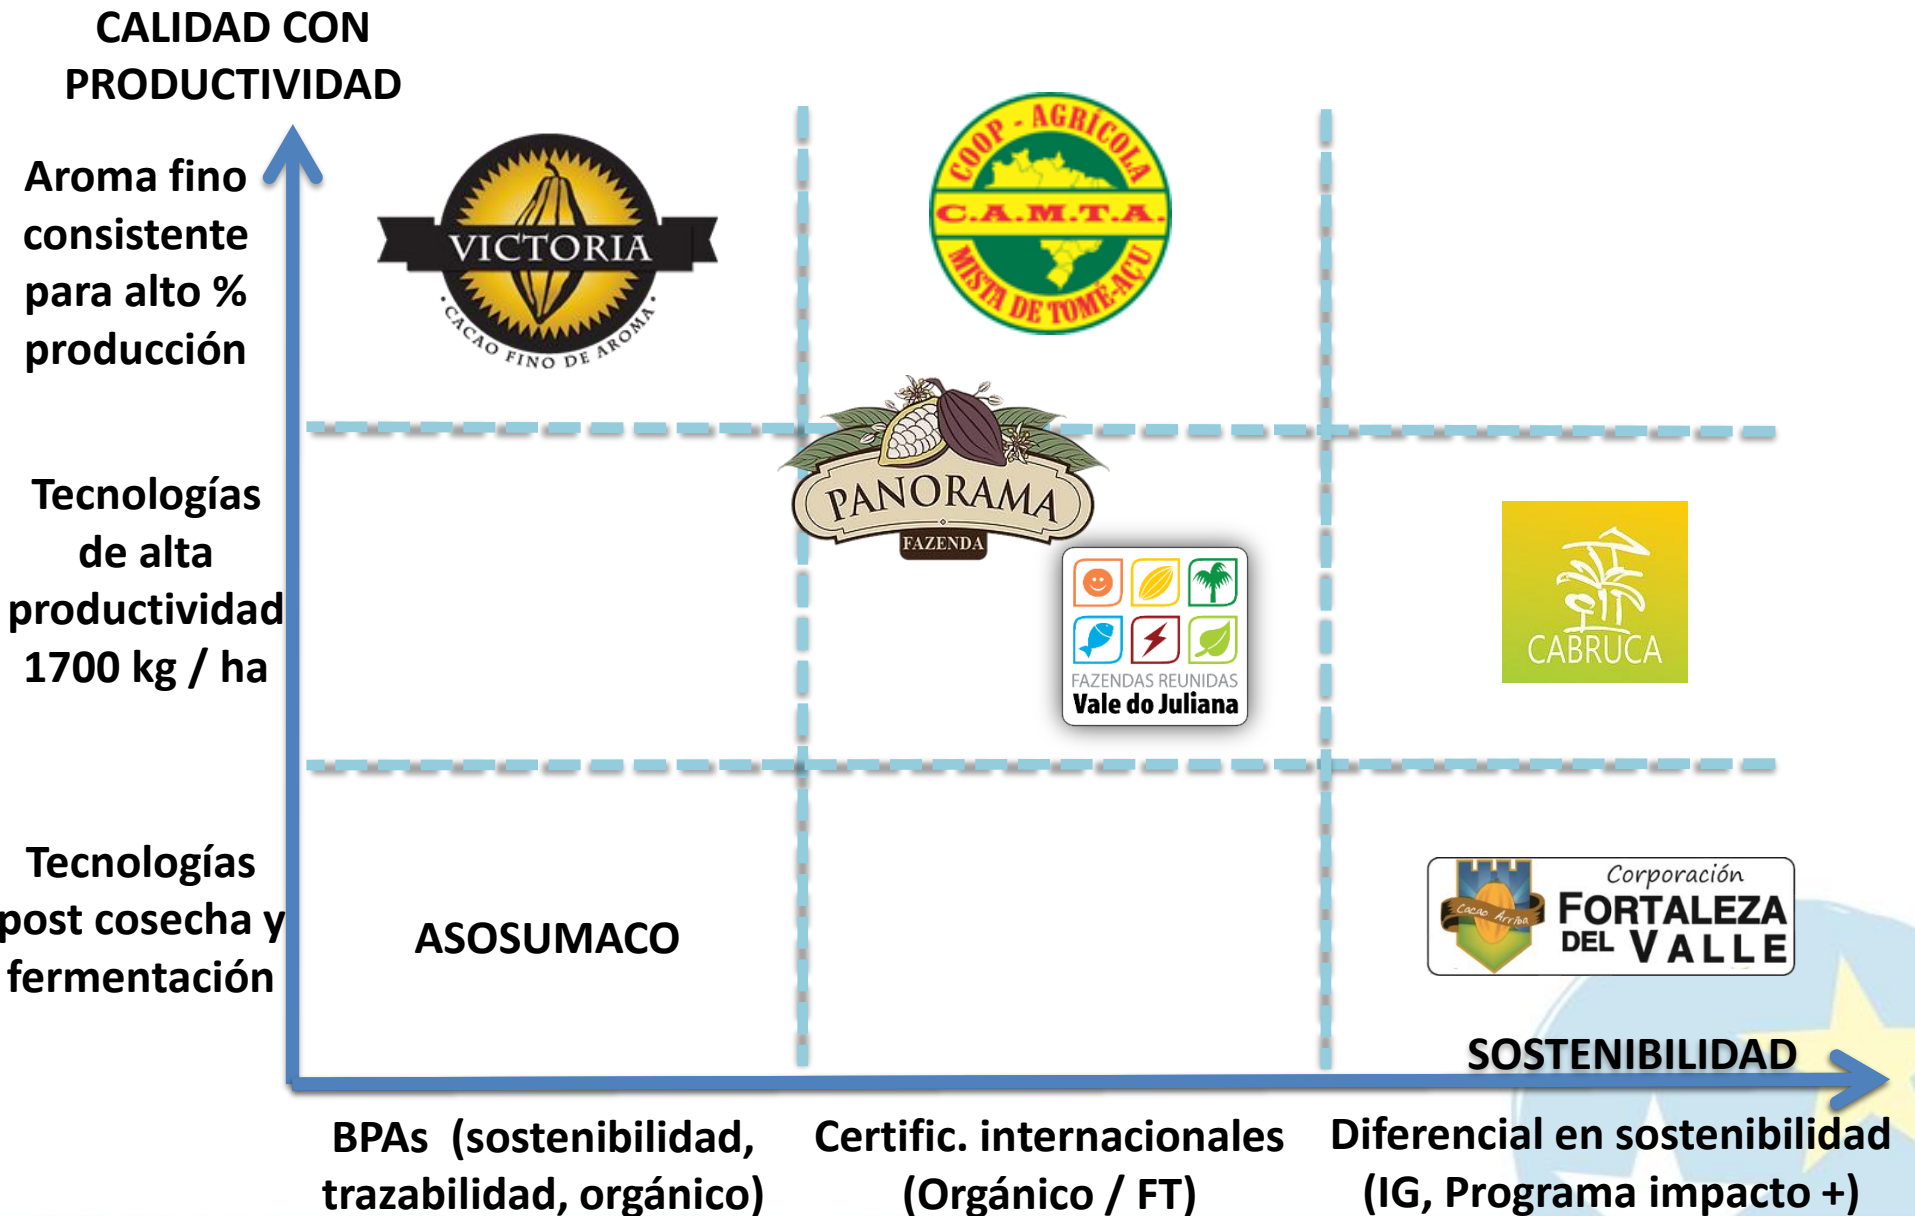 CALIDAD CON
PRODUCTIVIDAD
Aroma fino
consistente
para alto %
producción
VICTORIA
· CACAO FINO DE AROMA ·
COOP - AGRÍCOLA
C.A.M.T.A.
MISTA DE TOMÉ-AÇU
Tecnologías
de alta
productividad
1700 kg / ha
PANORAMA
FAZENDA
FAZENDAS REUNIDAS
Vale do Juliana
CABRUCA
Tecnologías
post cosecha y
fermentación
ASOSUMACO
Cacao Arriba
Corporación
FORTALEZA
DEL VALLE
SOSTENIBILIDAD
BPAs (sostenibilidad,
trazabilidad, orgánico)
Certific. internacionales
(Orgánico / FT)
Diferencial en sostenibilidad
(IG, Programa impacto +)